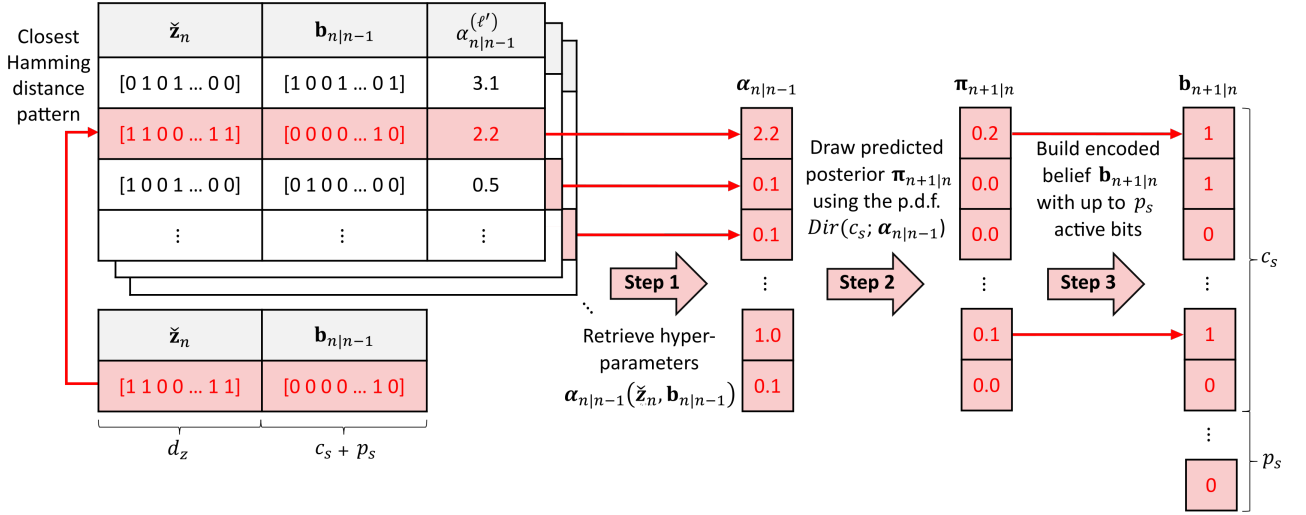 Closest
Hamming
distance
pattern
ž̆ₙ b_{n|n−1} α_{n|n−1}^{(ℓ′)}
[0 1 0 1 … 0 0] [1 0 0 1 … 0 1] 3.1
[1 1 0 0 … 1 1] [0 0 0 0 … 1 0] 2.2
[1 0 0 1 … 0 0] [0 1 0 0 … 0 0] 0.5
⋮ ⋮ ⋮
z̆ₙ b_{n|n−1}
[1 1 0 0 … 1 1] [0 0 0 0 … 1 0]
d_z c_s + p_s
⋱
Step 1
Retrieve hyper-
parameters
α_{n|n−1}(z̆ₙ, b_{n|n−1})
α_{n|n−1}
2.2
0.1
0.1
⋮
1.0
0.1
Draw predicted
posterior π_{n+1|n}
using the p.d.f.
Dir(c_s; α_{n|n−1})
Step 2
π_{n+1|n}
0.2
0.0
0.0
⋮
0.1
0.0
Build encoded
belief b_{n+1|n}
with up to p_s
active bits
Step 3
b_{n+1|n}
1
1
0
⋮
1
0
⋮
0
c_s
p_s